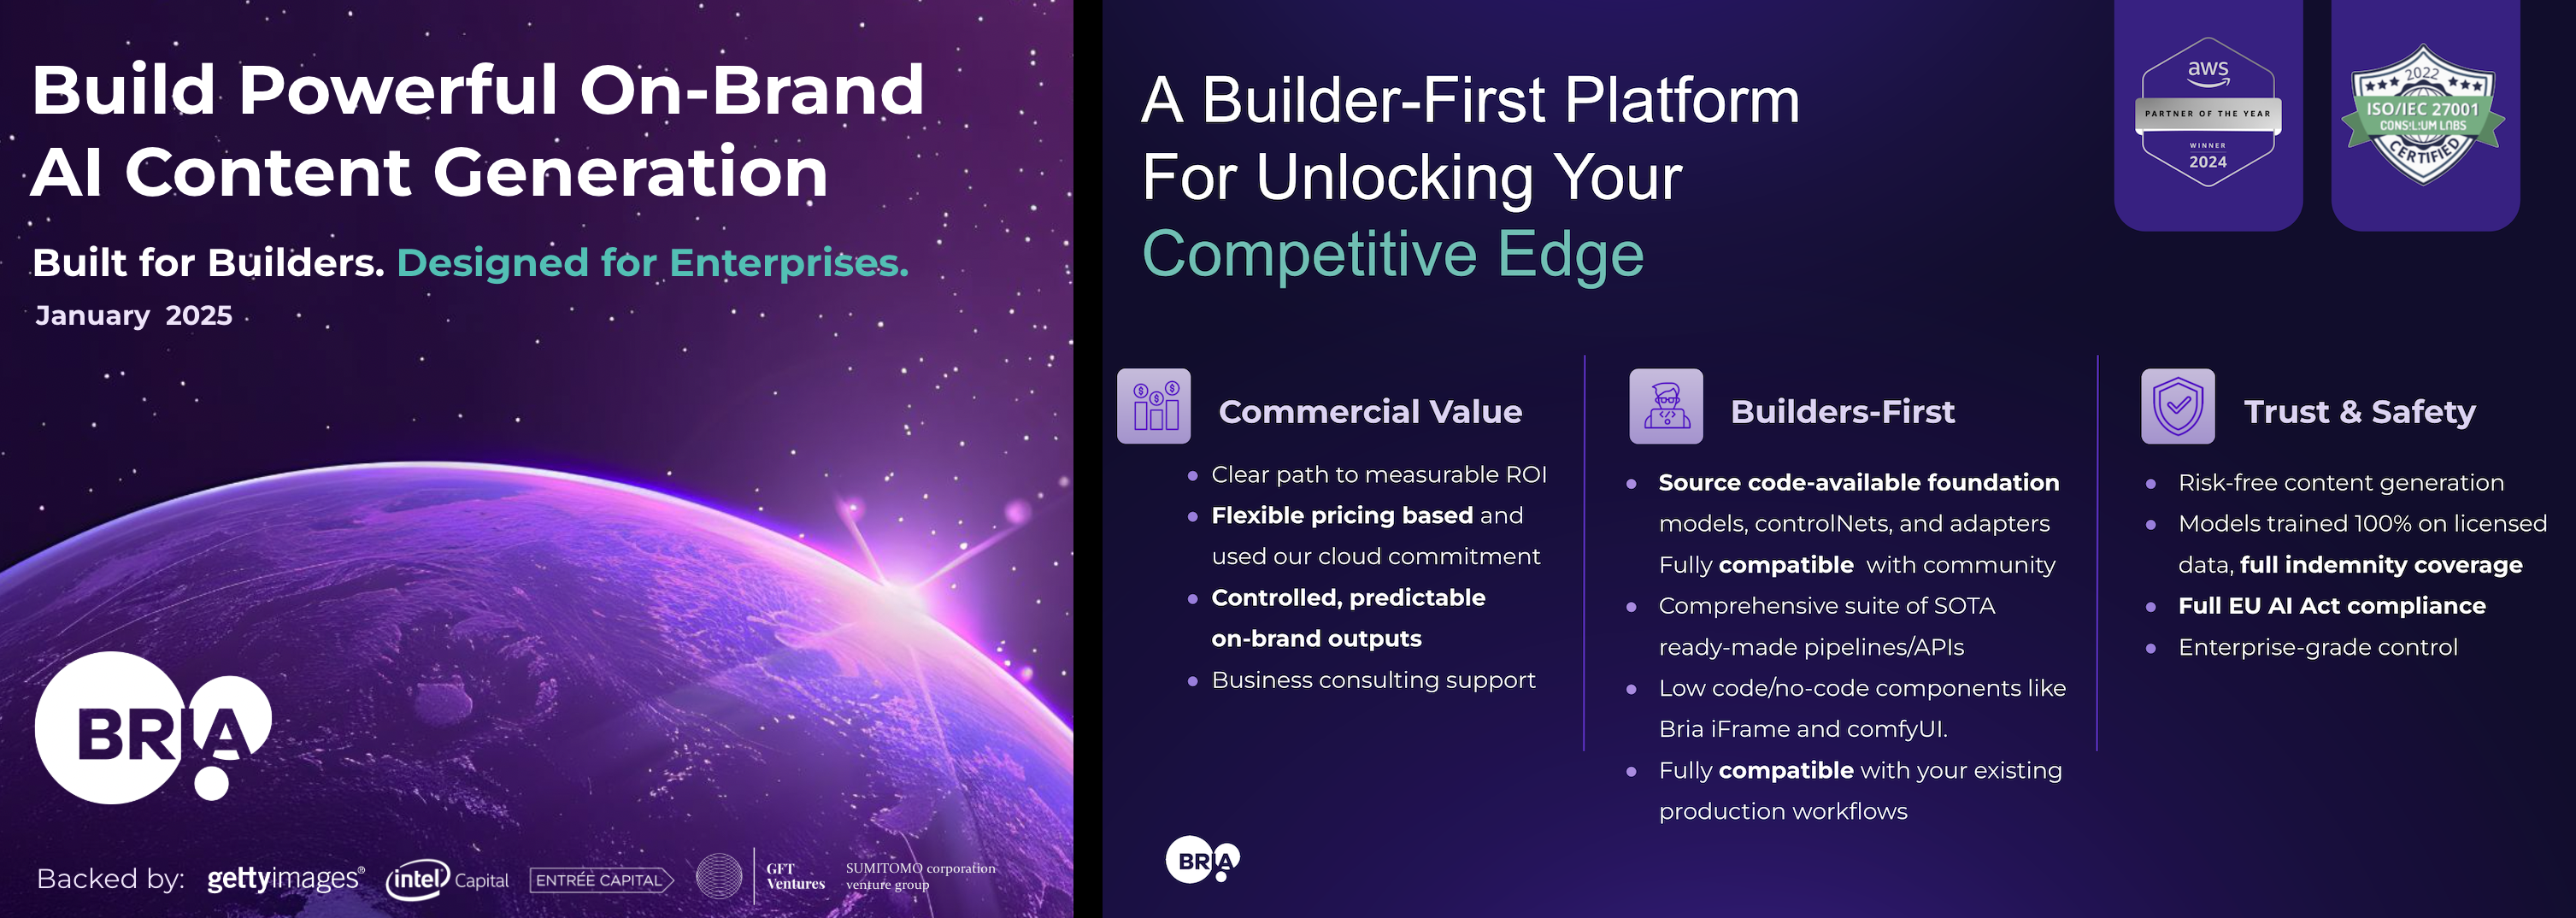 Build Powerful On-Brand
AI Content Generation
Built for Builders. Designed for Enterprises.
January 2025
BRIA
Backed by:
gettyimages®
intel Capital
ENTRÉE CAPITAL
GFT
Ventures
SUMITOMO corporation
venture group
A Builder-First Platform
For Unlocking Your
Competitive Edge
aws
PARTNER OF THE YEAR
WINNER
2024
2022
ISO/IEC 27001
CONSILIUM LABS
CERTIFIED
Commercial Value
Clear path to measurable ROI
Flexible pricing based and
used our cloud commitment
Controlled, predictable
on-brand outputs
Business consulting support
Builders-First
Source code-available foundation
models, controlNets, and adapters
Fully compatible with community
Comprehensive suite of SOTA
ready-made pipelines/APIs
Low code/no-code components like
Bria iFrame and comfyUI.
Fully compatible with your existing
production workflows
Trust & Safety
Risk-free content generation
Models trained 100% on licensed
data, full indemnity coverage
Full EU AI Act compliance
Enterprise-grade control
BRIA